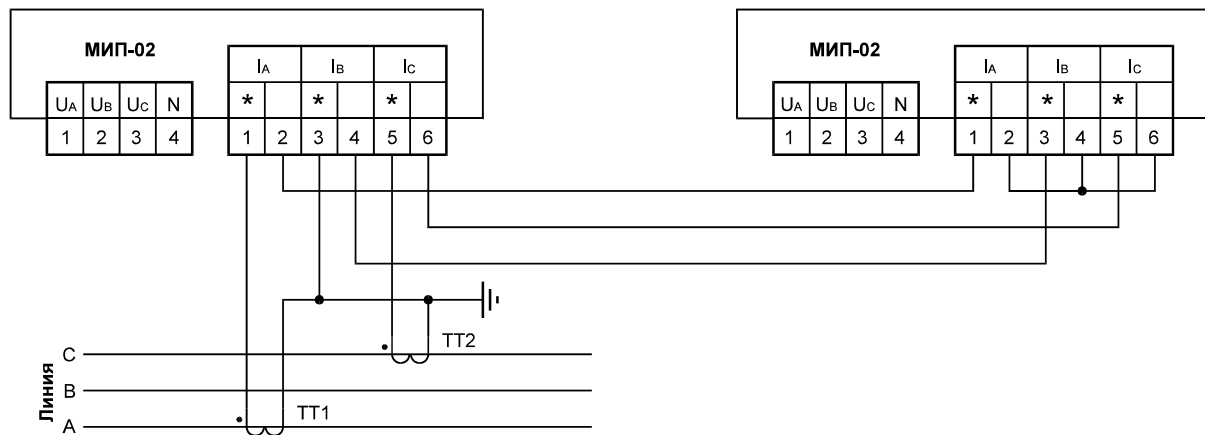 МИП-02
IA IB IC
UA UB UC N * * *
1 2 3 4 1 2 3 4 5 6
МИП-02
IA IB IC
UA UB UC N * * *
1 2 3 4 1 2 3 4 5 6
Линия
C
ТТ2
B
A
ТТ1